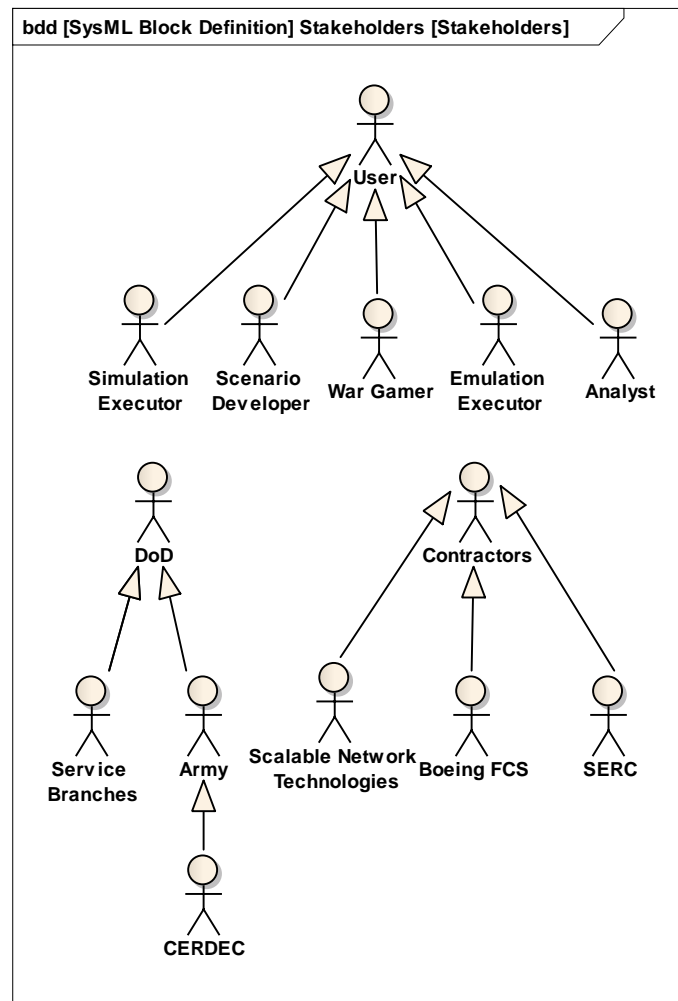 bdd [SysML Block Definition] Stakeholders [Stakeholders]
User
Simulation
Executor
Scenario
Developer
War Gamer
Emulation
Executor
Analyst
DoD
Contractors
Service
Branches
Army
Scalable Network
Technologies
Boeing FCS
SERC
CERDEC